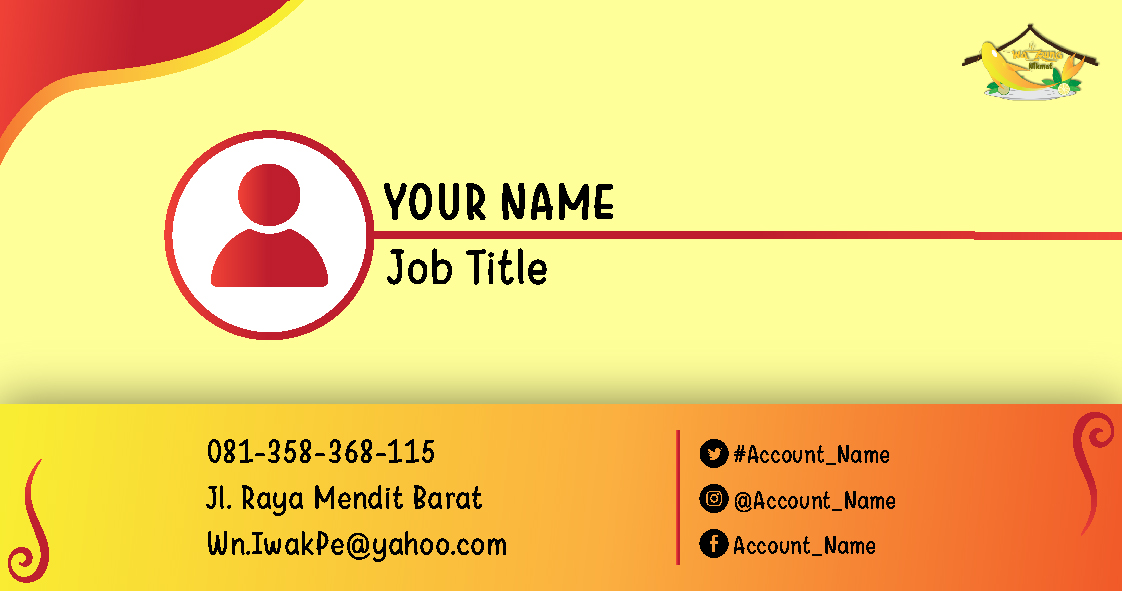 Nikmat
YOUR NAME
Job Title
081-358-368-115
Jl. Raya Mendit Barat
Wn.IwakPe@yahoo.com
#Account_Name
@Account_Name
Account_Name